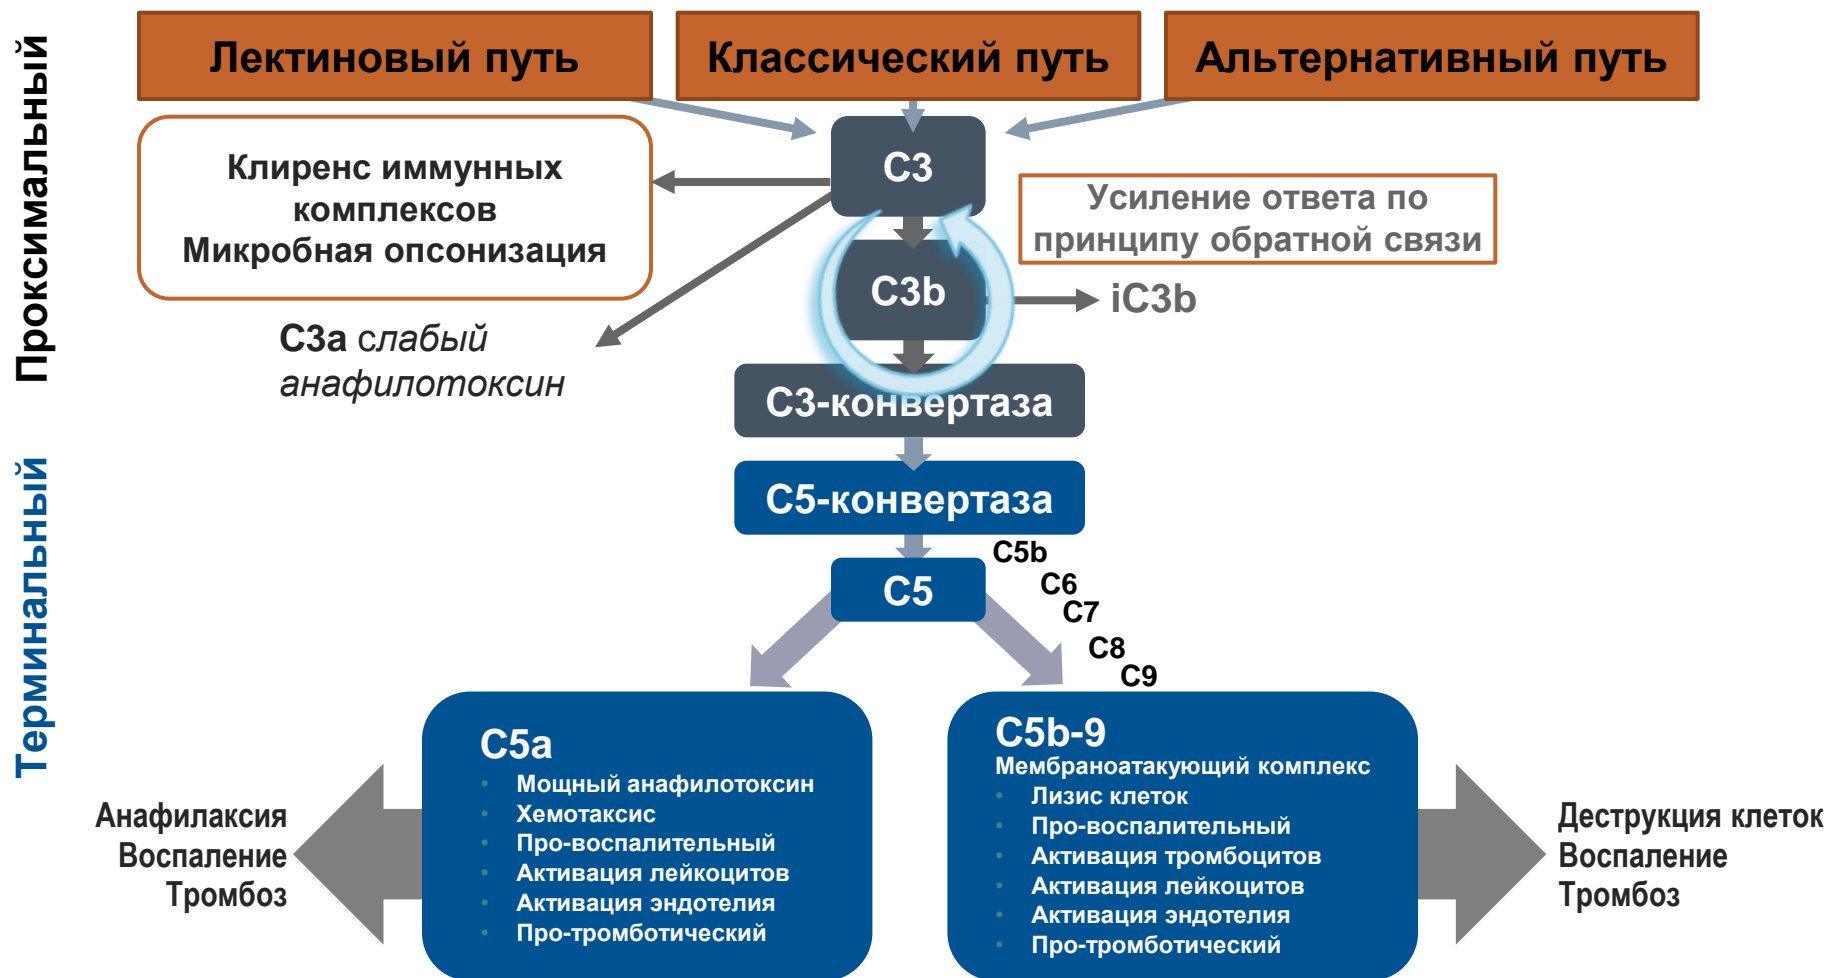 Проксимальный
Лектиновый путь
Классический путь
Альтернативный путь
C3
Клиренс иммунных
комплексов
Микробная опсонизация
Усиление ответа по
принципу обратной связи
C3b
iC3b
C3a слабый
анафилотоксин
C3-конвертаза
Терминальный
C5-конвертаза
C5
C5b
C6
C7
C8
C9
C5a
• Мощный анафилотоксин
• Хемотаксис
• Про-воспалительный
• Активация лейкоцитов
• Активация эндотелия
• Про-тромботический
C5b-9
Мембраноатакующий комплекс
• Лизис клеток
• Про-воспалительный
• Активация тромбоцитов
• Активация лейкоцитов
• Активация эндотелия
• Про-тромботический
Анафилаксия
Воспаление
Тромбоз
Деструкция клеток
Воспаление
Тромбоз